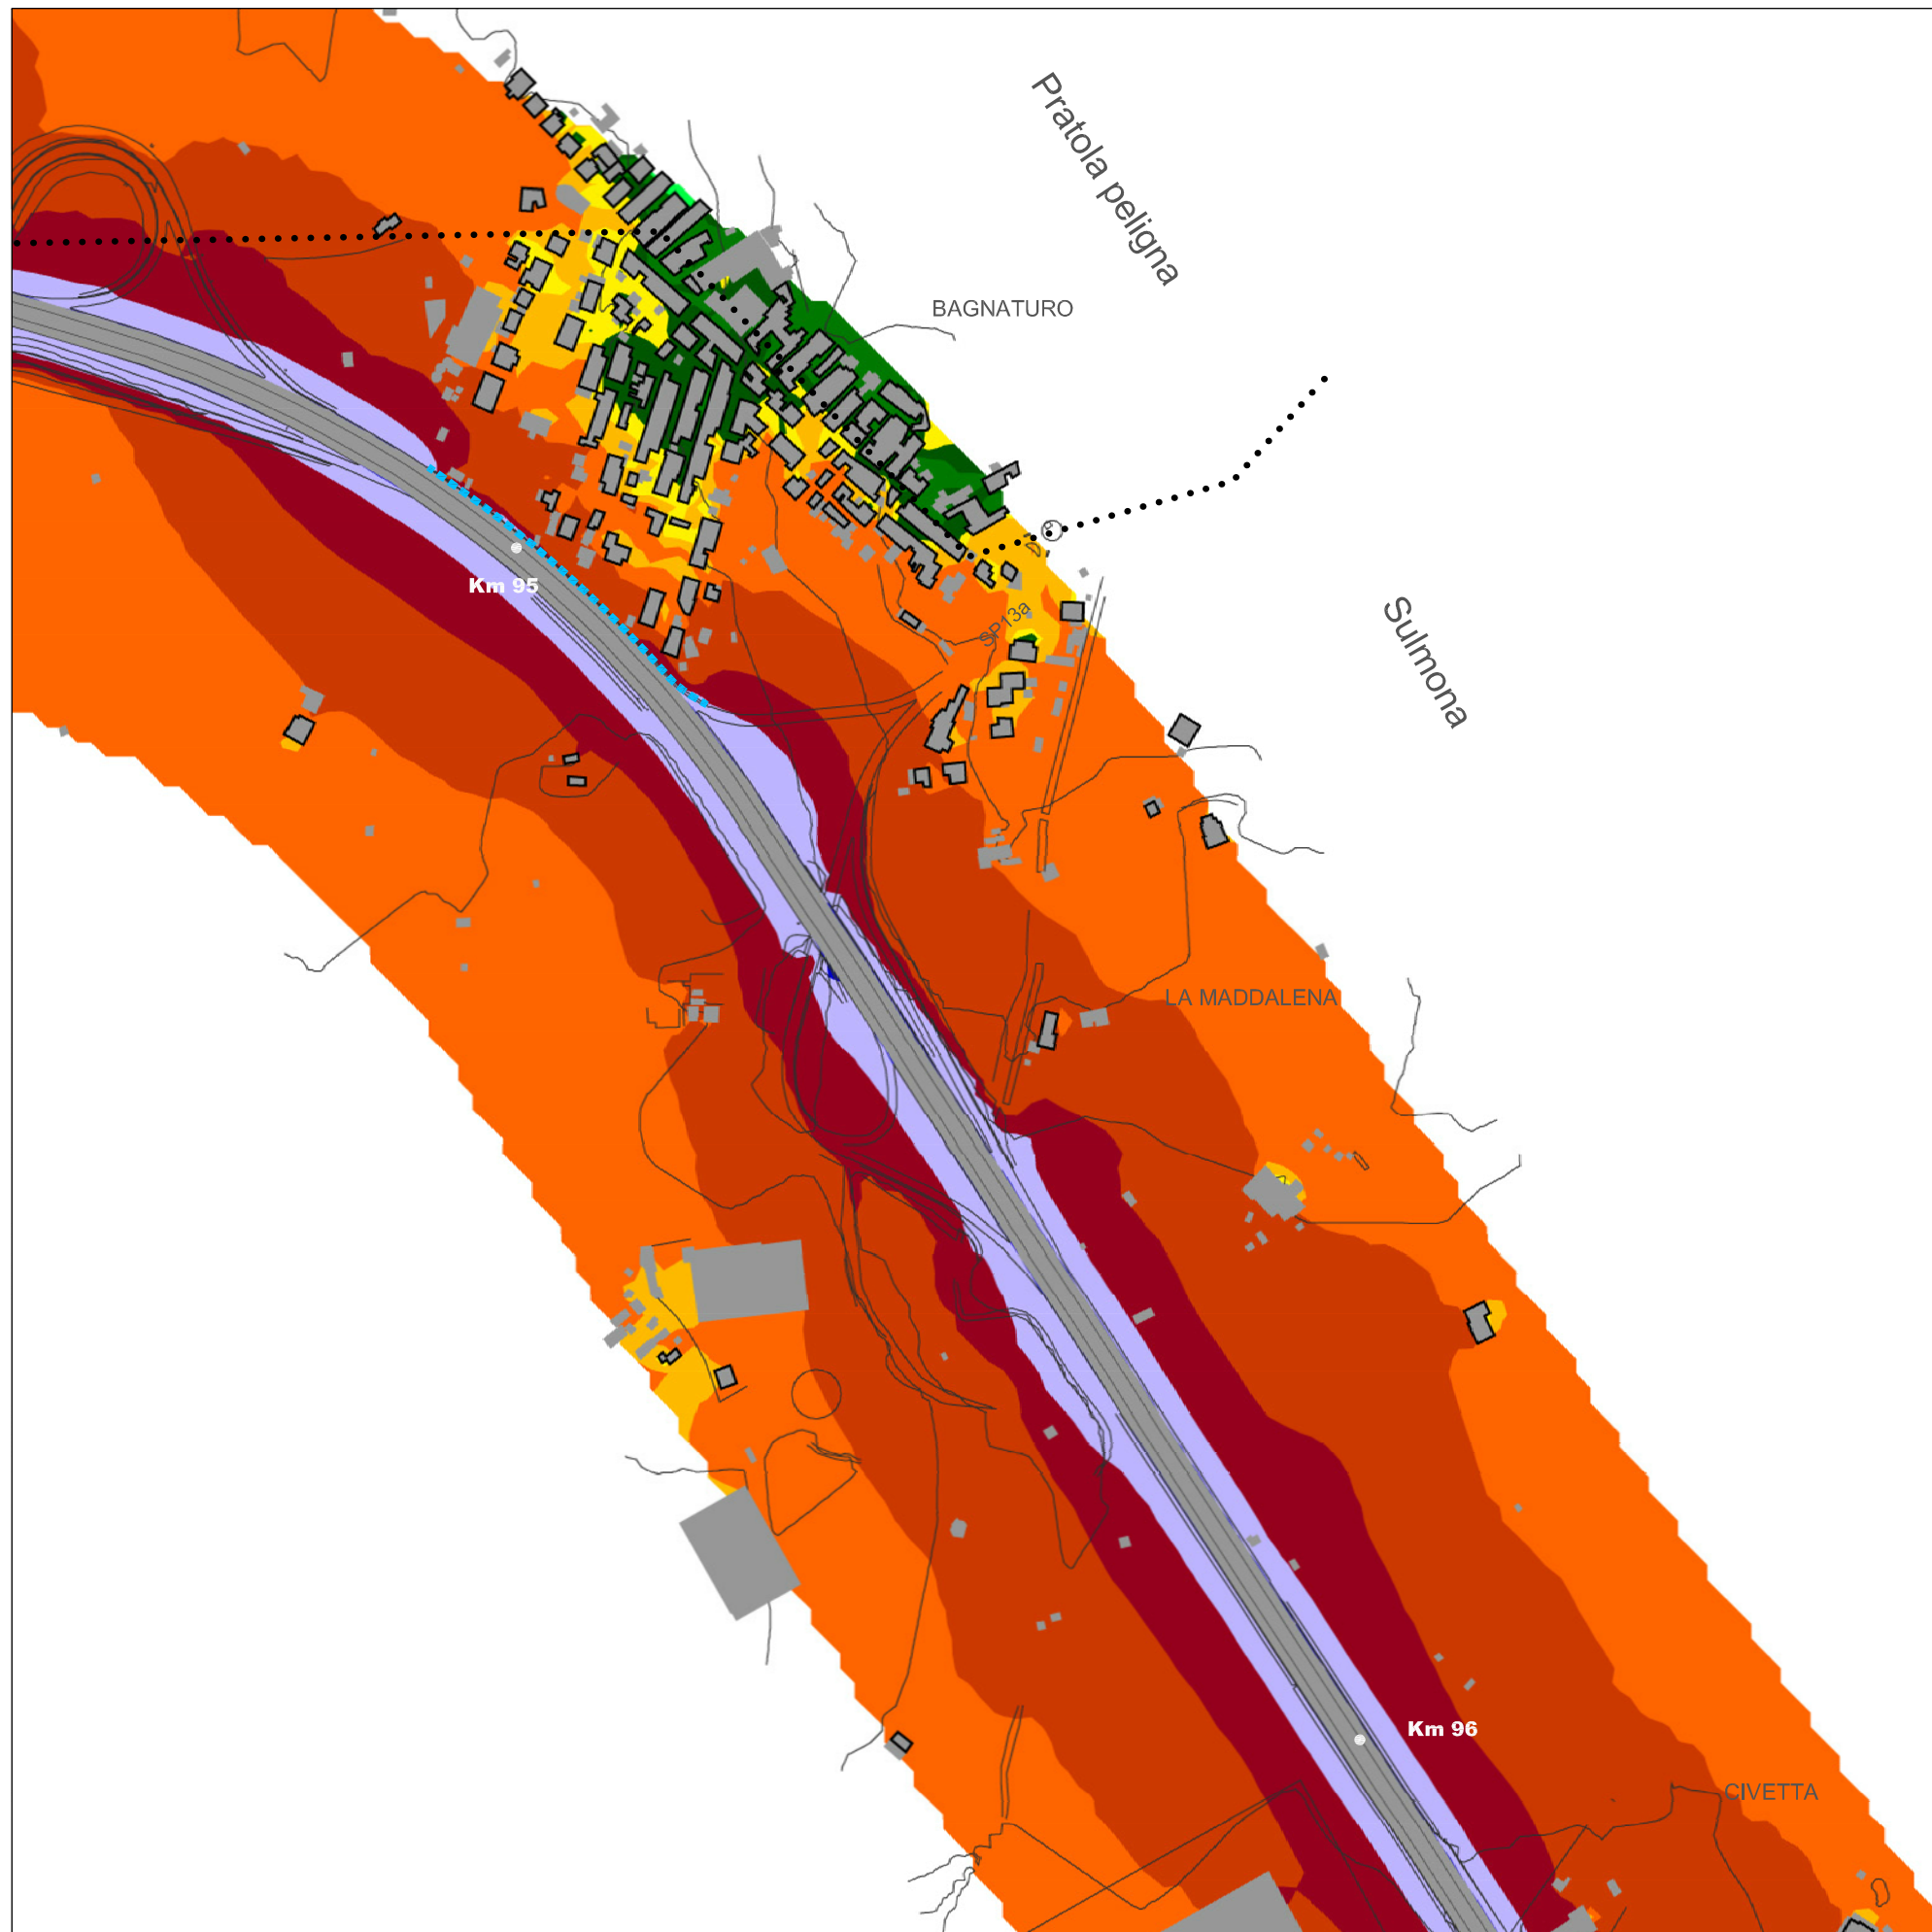 Pratola peligna
BAGNATURO
Km 95
SP13a
Sulmona
LA MADDALENA
Km 96
CIVETTA